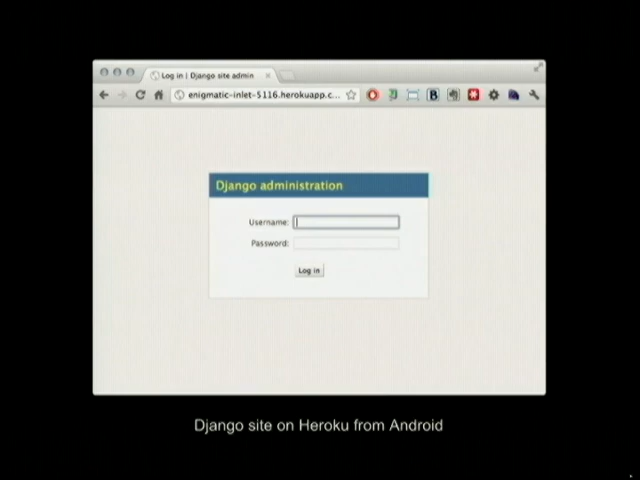 Log in | Django site admin
enigmatic-inlet-5116.herokuapp.c...
Django administration
Username:
Password:
Log in
Django site on Heroku from Android